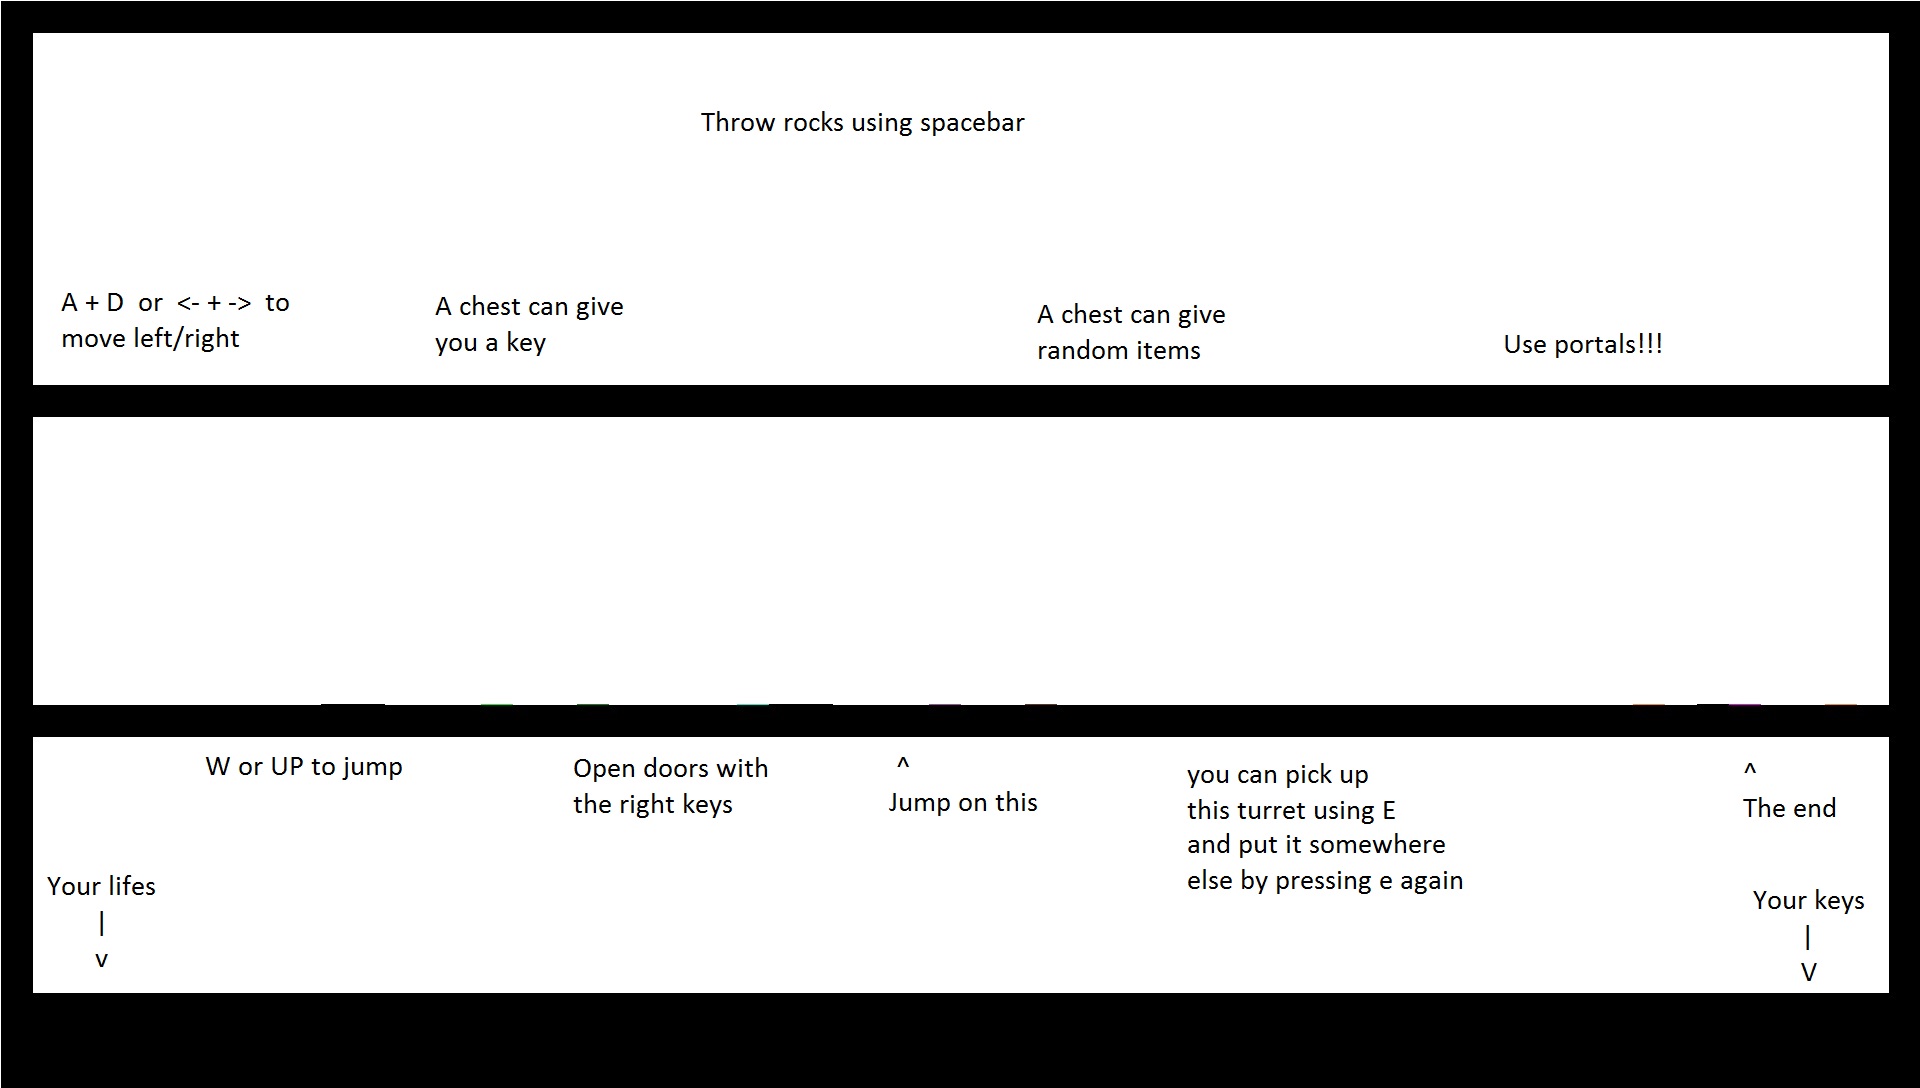 Throw rocks using spacebar
A + D  or  <- + ->  to
move left/right
A chest can give
you a key
A chest can give
random items
Use portals!!!
W or UP to jump
Open doors with
the right keys
^
Jump on this
you can pick up
this turret using E
and put it somewhere
else by pressing e again
^
The end
Your lifes
|
v
Your keys
|
V